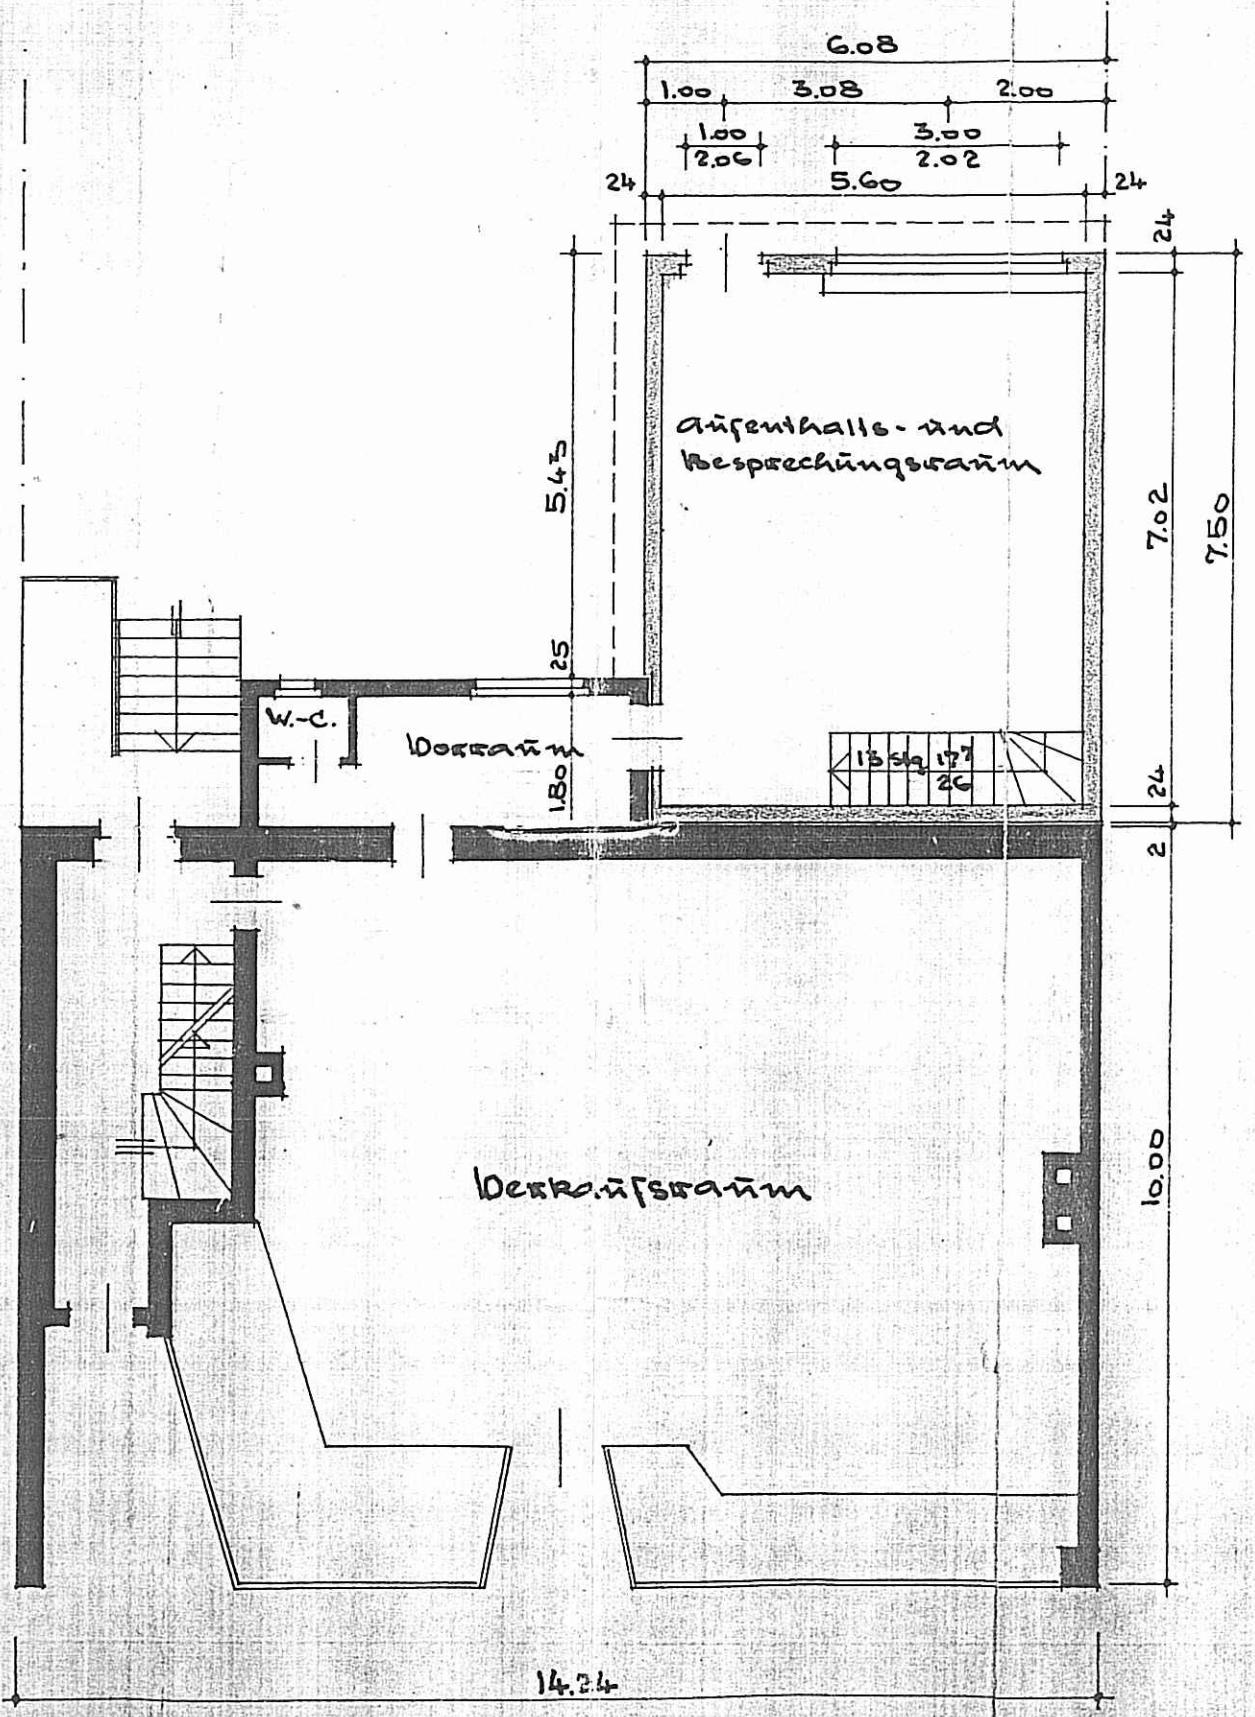 6.08
1.00 3.08 2.00
1.00 3.00
2.06 2.02
24 5.60 24
24
Aufenthalts- und
Besprechungsraum
5.43
7.02
7.50
25
W.-C.
Vorraum
1.80
13 Stg 17⁷
26
24
2
Verkaufsraum
10.00
14.24